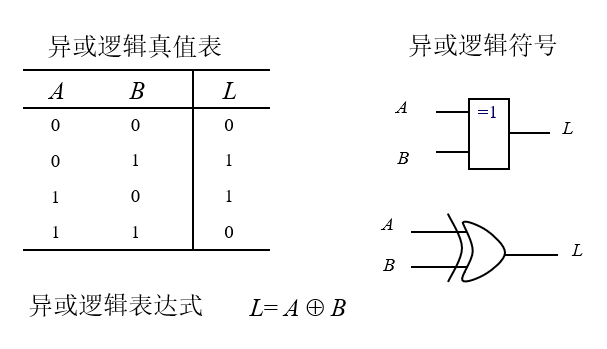 异或逻辑真值表
A B L
0 0 0
0 1 1
1 0 1
1 1 0
异或逻辑符号
A
=1
L
B
A
L
B
异或逻辑表达式 L= A ⊕ B